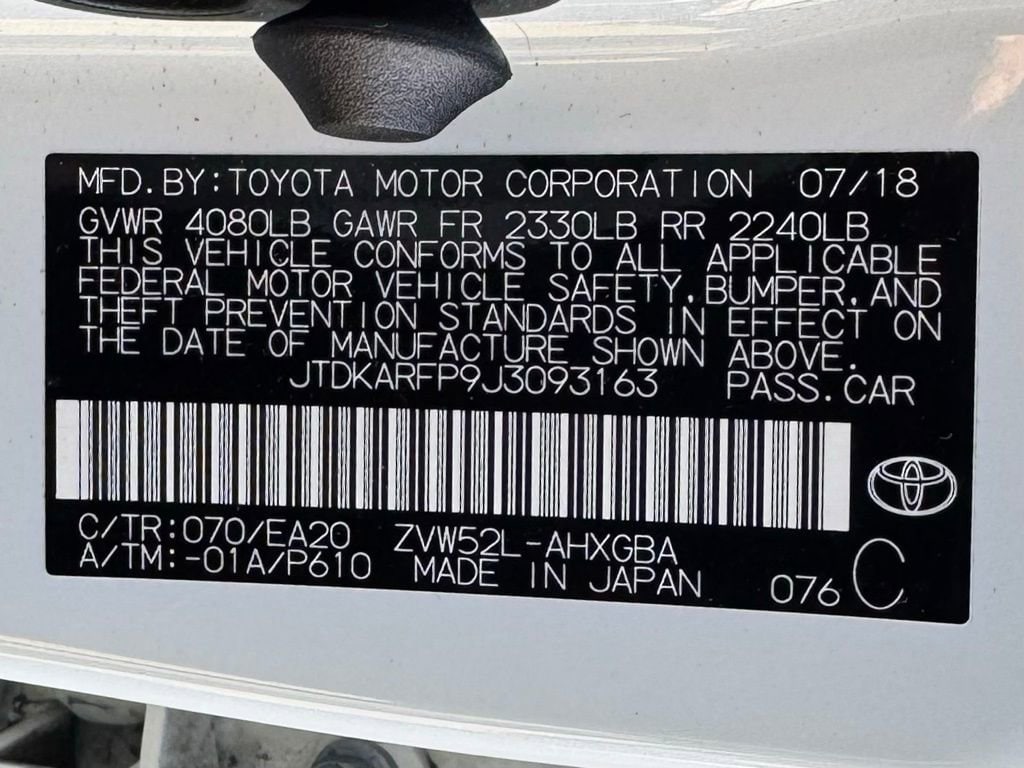 MFD.BY:TOYOTA MOTOR CORPORATION 07/18
GVWR 4080LB GAWR FR 2330LB RR 2240LB
THIS VEHICLE CONFORMS TO ALL APPLICABLE
FEDERAL MOTOR VEHICLE SAFETY,BUMPER,AND
THEFT PREVENTION STANDARDS IN EFFECT ON
THE DATE OF MANUFACTURE SHOWN ABOVE.
JTDKARFP9J3093163 PASS.CAR
C/TR:070/EA20 ZVW52L-AHXGBA
A/TM:-01A/P610 MADE IN JAPAN 076 C